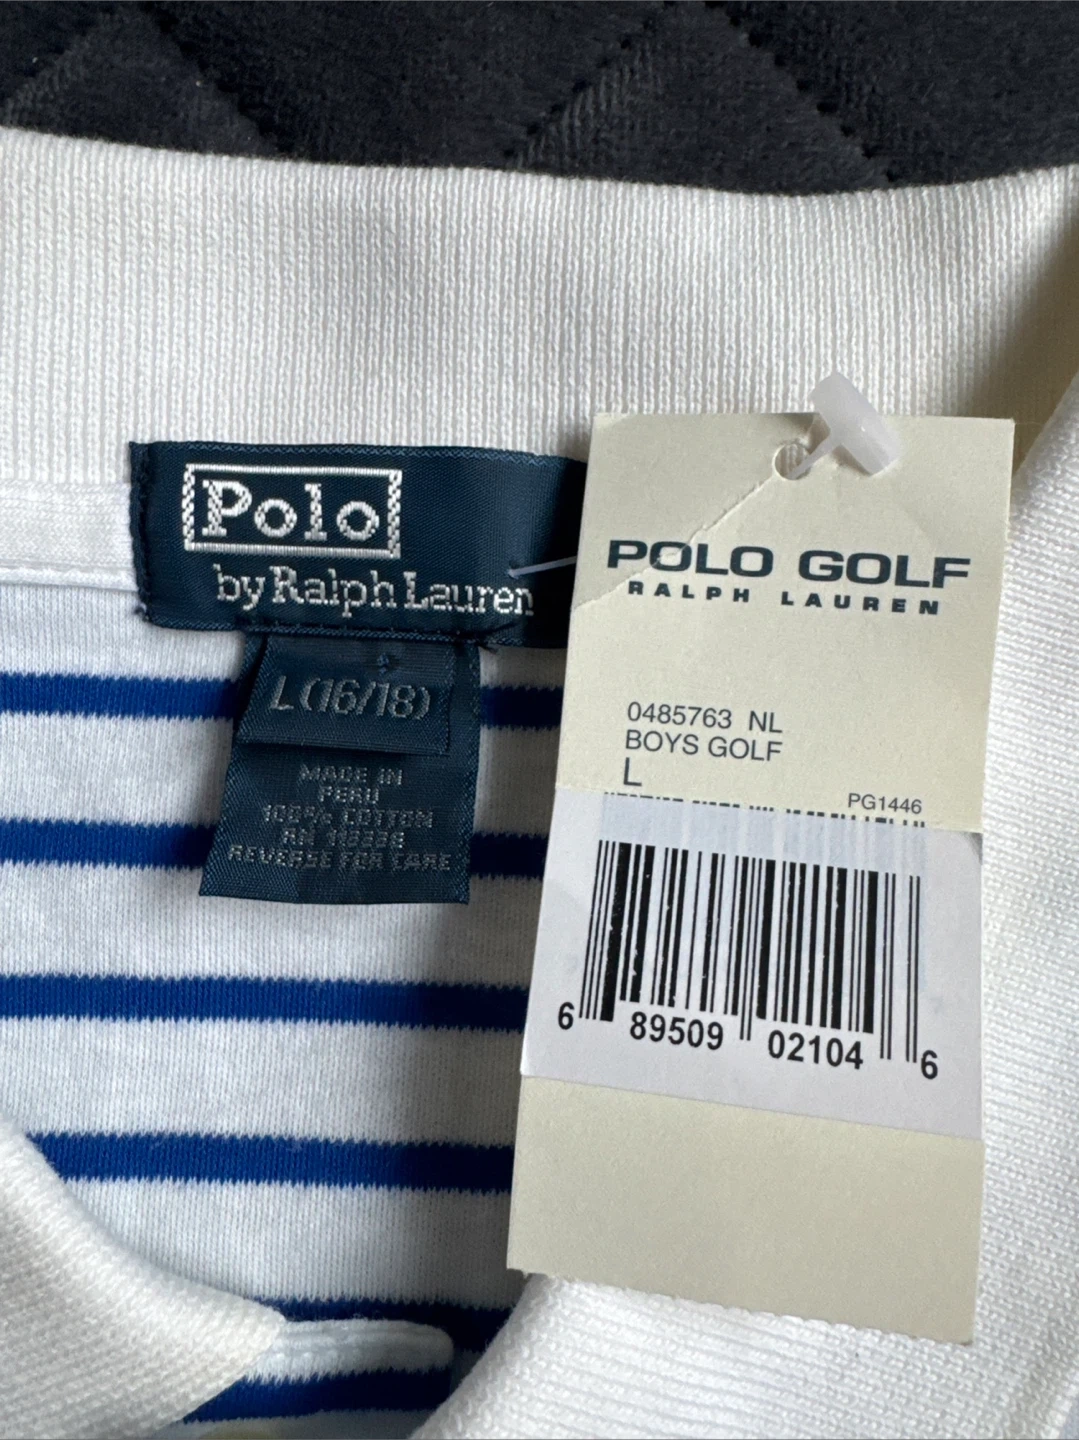 Polo
by Ralph Lauren
L (16/18)
MADE IN
PERU
100% COTTON
REVERSE FOR CARE
POLO GOLF
RALPH LAUREN
0485763 NL
BOYS GOLF
L
PG1446
6 89509 02104 6